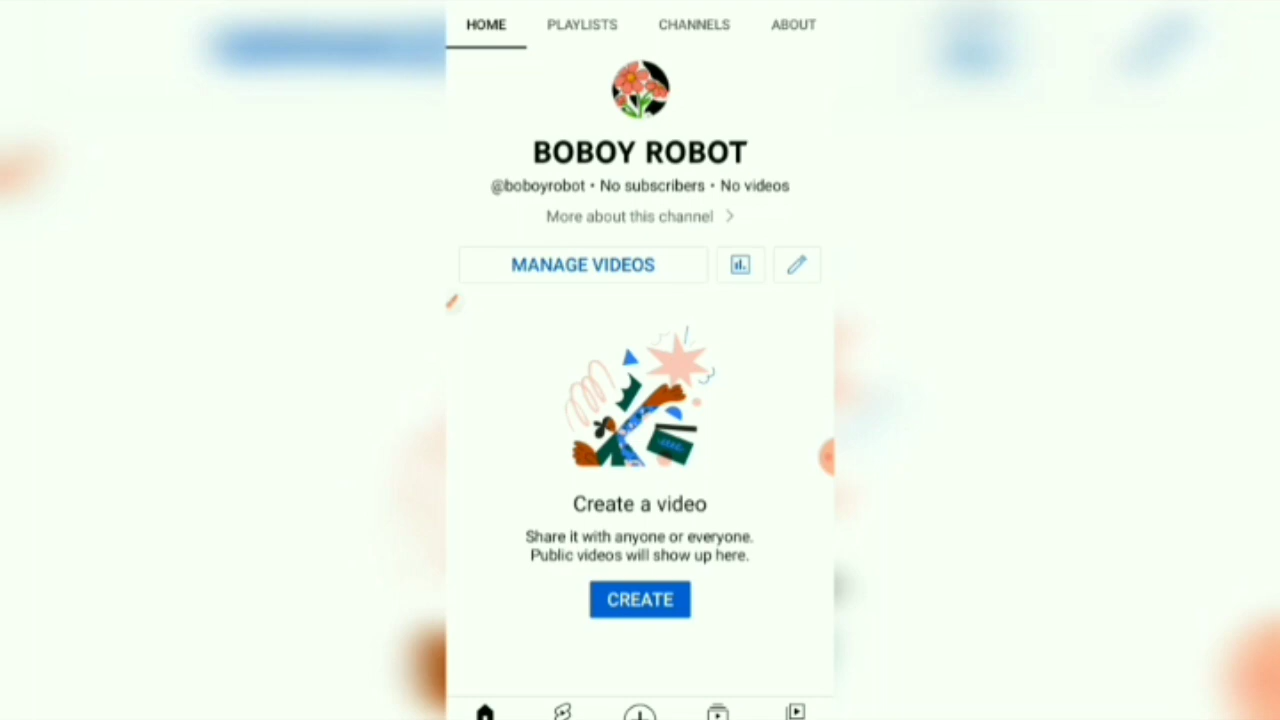 HOME PLAYLISTS CHANNELS ABOUT
BOBOY ROBOT
@boboyrobot • No subscribers • No videos
More about this channel
MANAGE VIDEOS
Create a video
Share it with anyone or everyone.
Public videos will show up here.
CREATE